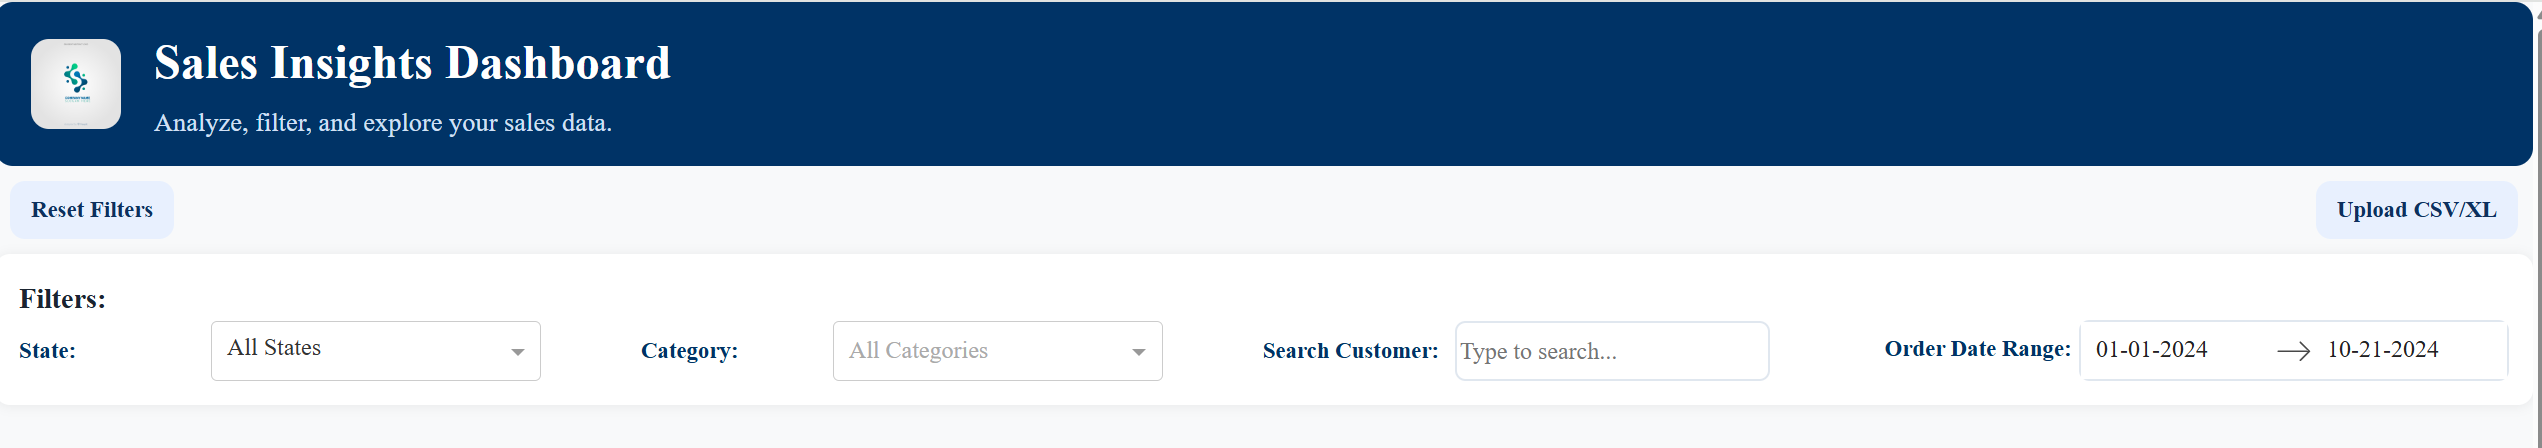 Sales Insights Dashboard
Analyze, filter, and explore your sales data.
Reset Filters
Upload CSV/XL
Filters:
State:
All States
Category:
All Categories
Search Customer:
Type to search...
Order Date Range:
01-01-2024
10-21-2024